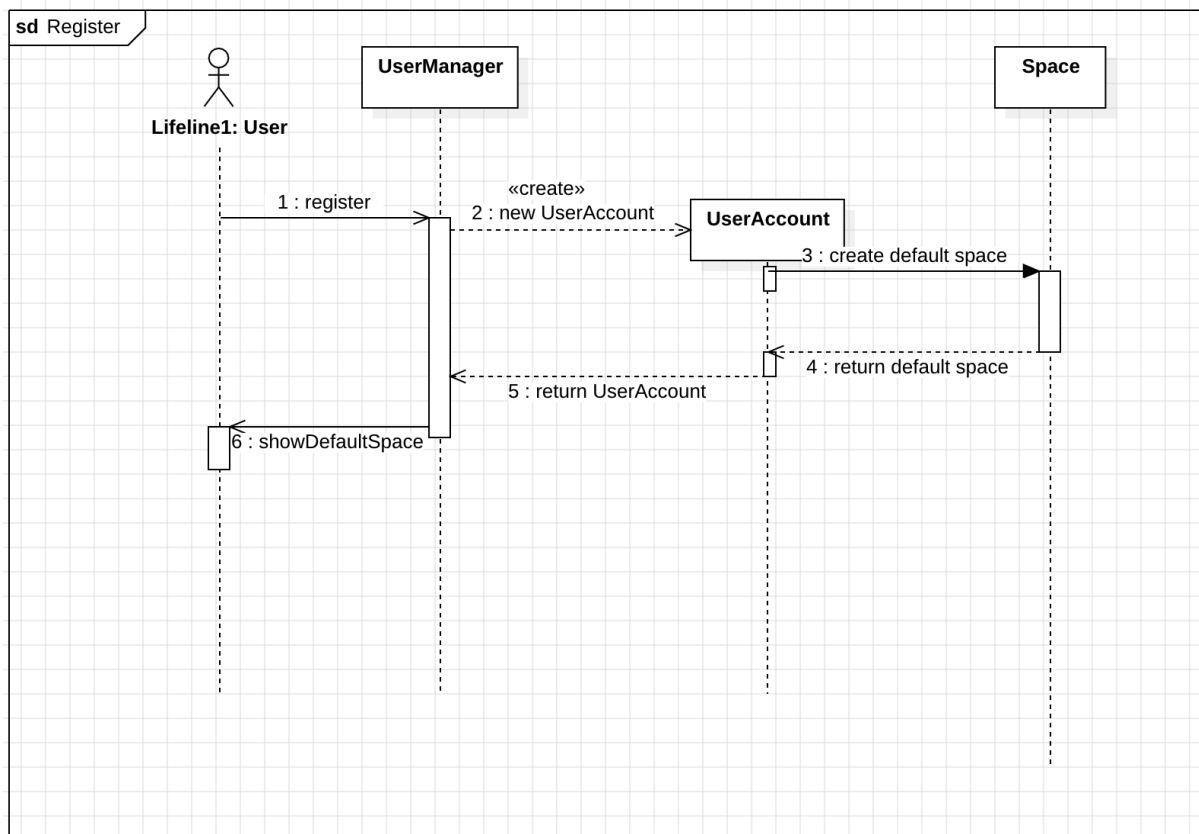 sd Register
UserManager
Space
Lifeline1: User
«create»
1 : register
2 : new UserAccount
UserAccount
3 : create default space
4 : return default space
5 : return UserAccount
6 : showDefaultSpace